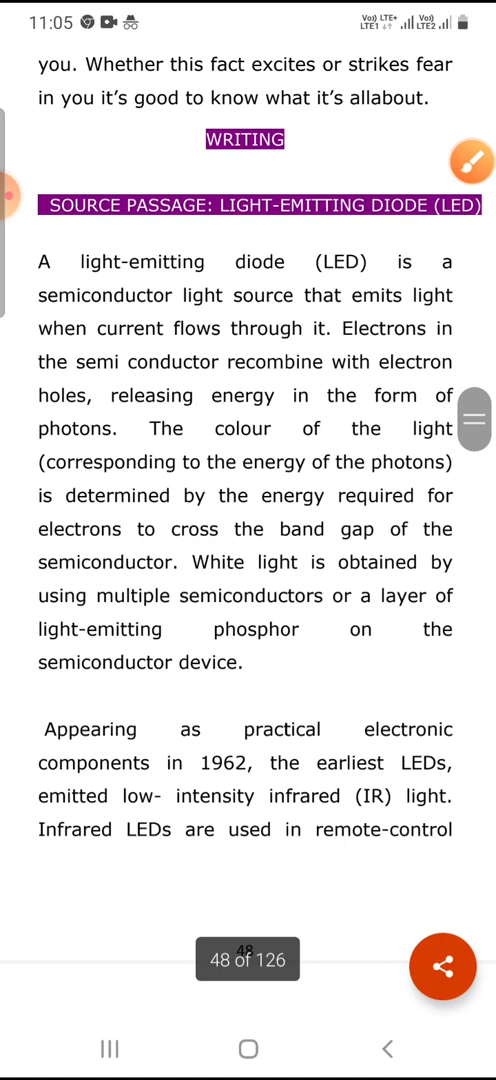 11:05
Vo)) LTE+ Vo))
LTE1 LTE2
you. Whether this fact excites or strikes fear
in you it’s good to know what it’s allabout.
WRITING
SOURCE PASSAGE: LIGHT-EMITTING DIODE (LED)
A light-emitting diode (LED) is a
semiconductor light source that emits light
when current flows through it. Electrons in
the semi conductor recombine with electron
holes, releasing energy in the form of
photons. The colour of the light
(corresponding to the energy of the photons)
is determined by the energy required for
electrons to cross the band gap of the
semiconductor. White light is obtained by
using multiple semiconductors or a layer of
light-emitting phosphor on the
semiconductor device.
Appearing as practical electronic
components in 1962, the earliest LEDs,
emitted low- intensity infrared (IR) light.
Infrared LEDs are used in remote-control
48
48 of 126